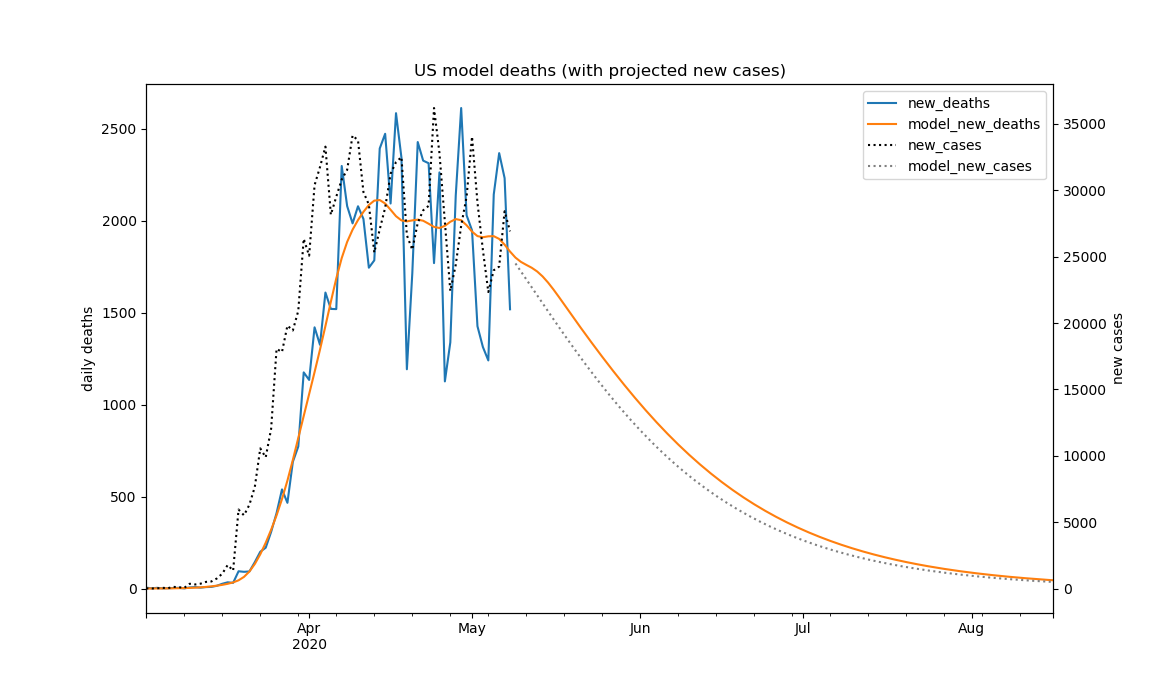 US model deaths (with projected new cases)
new_deaths
model_new_deaths
new_cases
model_new_cases
daily deaths
2500
2000
1500
1000
500
0
new cases
35000
30000
25000
20000
15000
10000
5000
0
Apr
2020
May
Jun
Jul
Aug